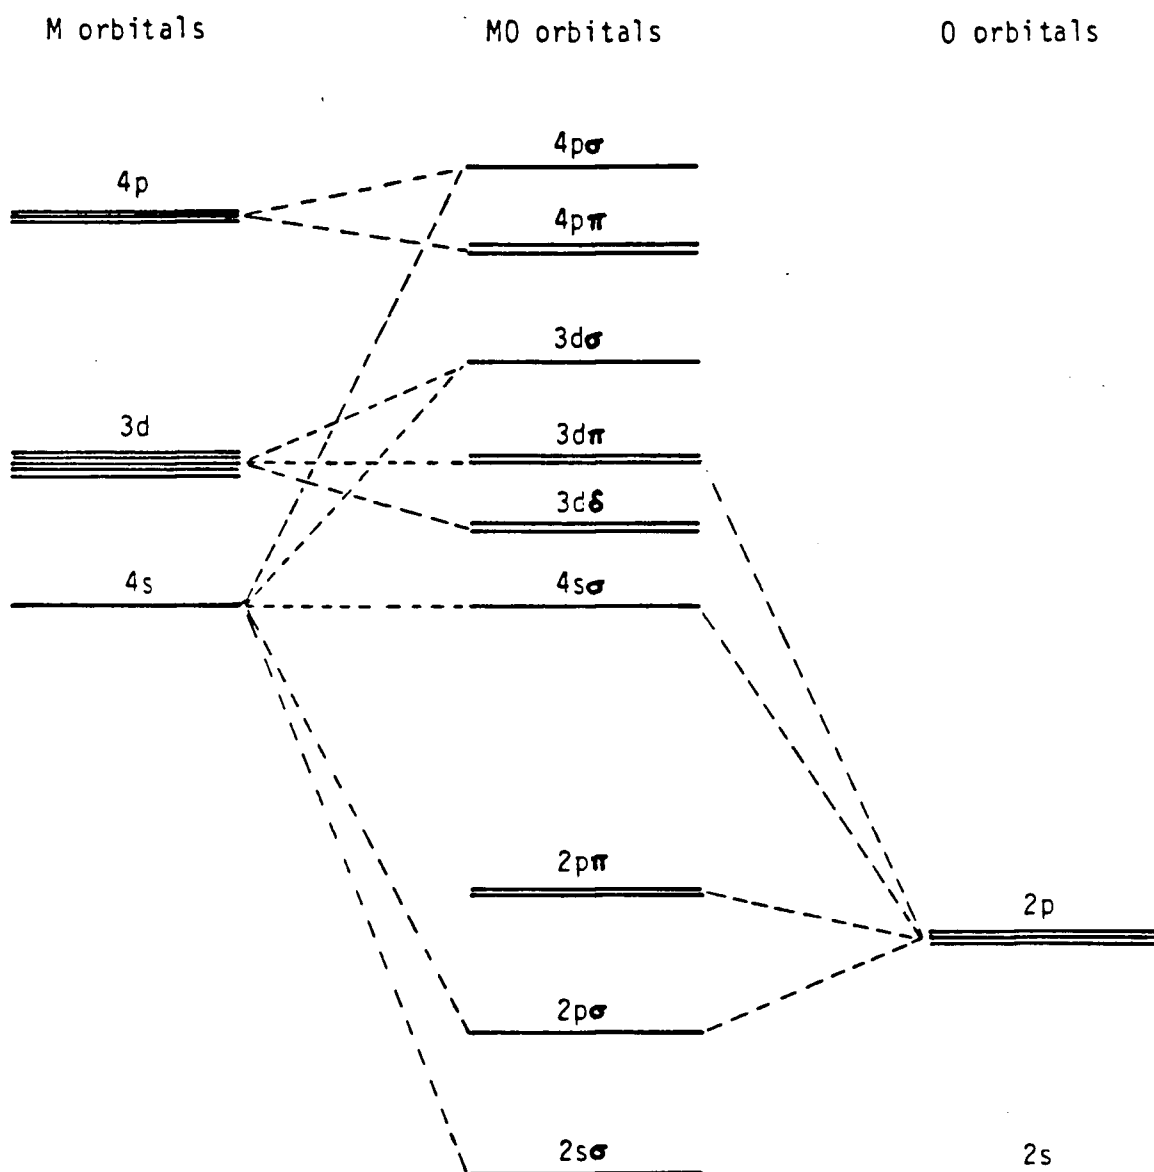 M orbitals MO orbitals O orbitals
4pσ
4p
4pπ
3dσ
3d 3dπ
3dδ
4s 4sσ
2pπ
2p
2pσ
2sσ 2s